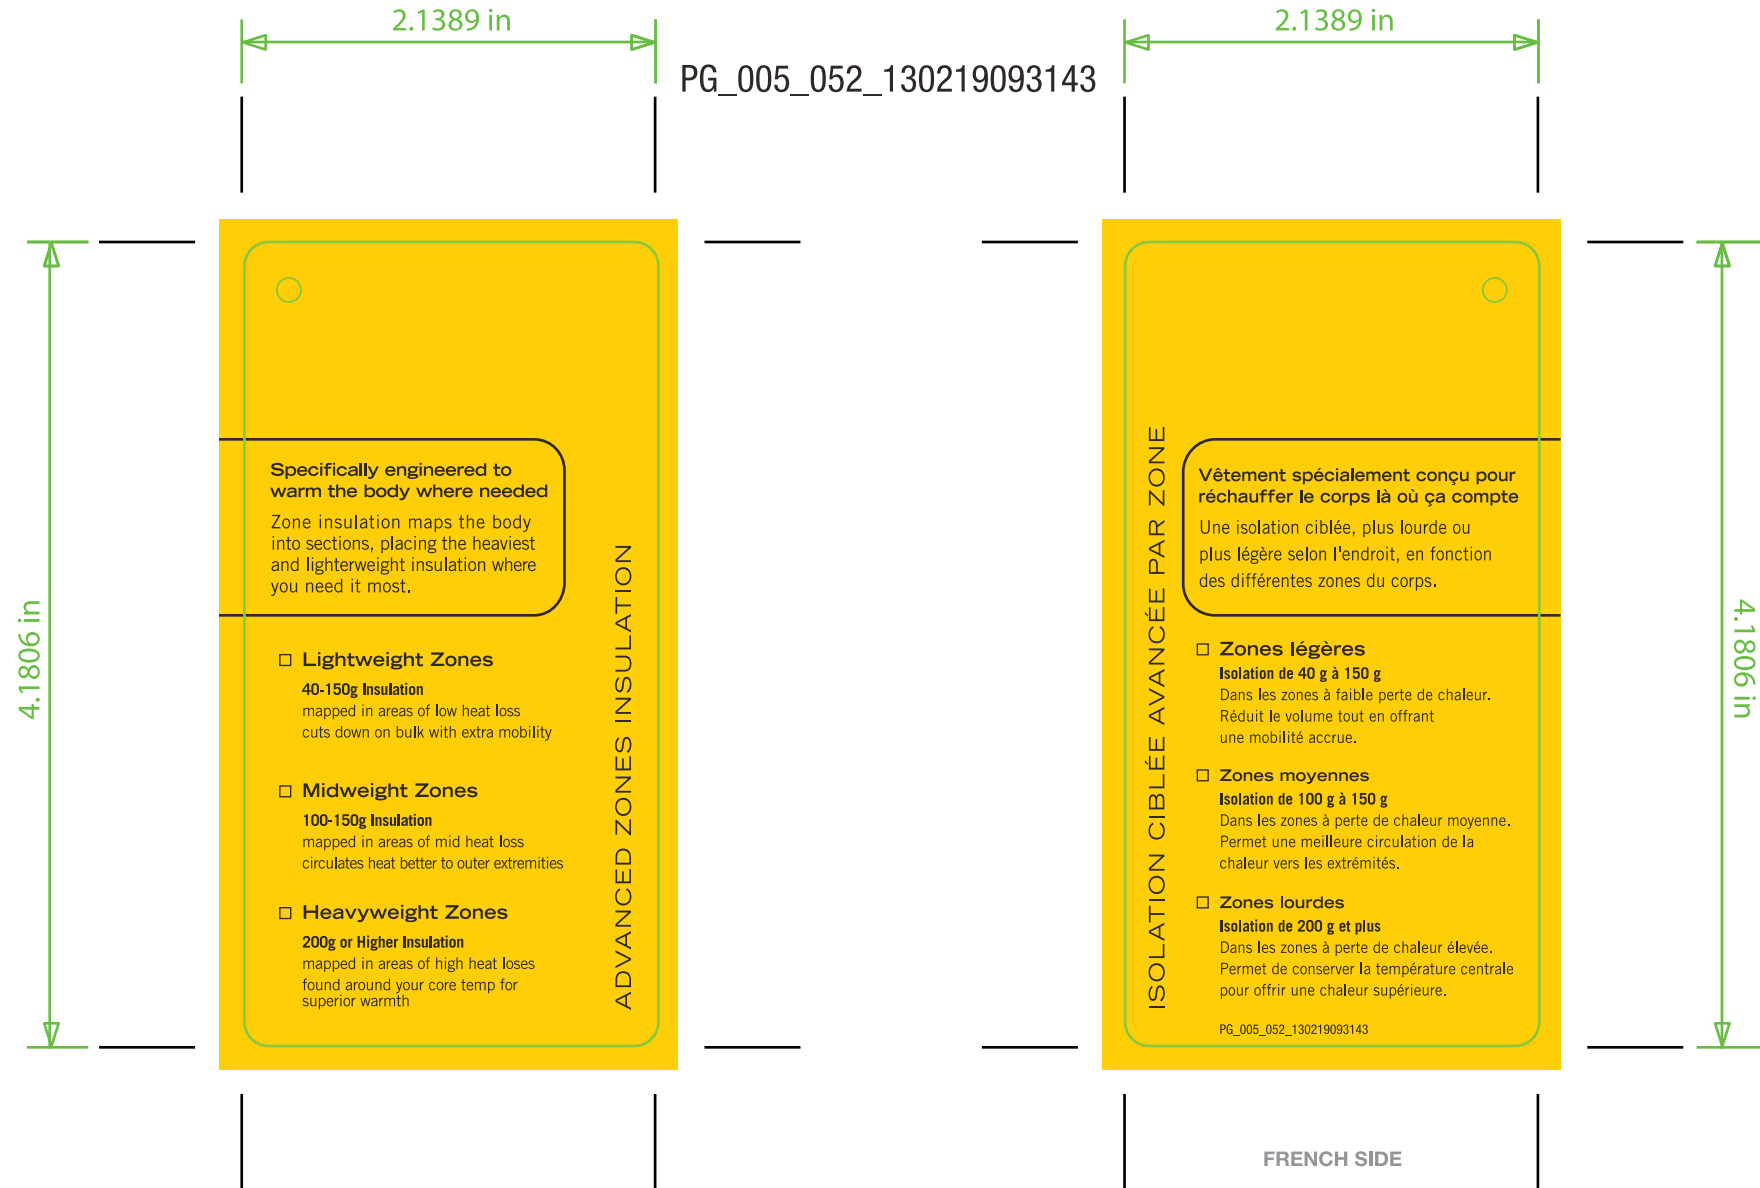 2.1389 in
2.1389 in
PG_005_052_130219093143
4.1806 in
Specifically engineered to
warm the body where needed
Zone insulation maps the body
into sections, placing the heaviest
and lighterweight insulation where
you need it most.
Lightweight Zones
40-150g Insulation
mapped in areas of low heat loss
cuts down on bulk with extra mobility
Midweight Zones
100-150g Insulation
mapped in areas of mid heat loss
circulates heat better to outer extremities
Heavyweight Zones
200g or Higher Insulation
mapped in areas of high heat loses
found around your core temp for
superior warmth
ADVANCED ZONES INSULATION
ISOLATION CIBLÉE AVANCÉE PAR ZONE
Vêtement spécialement conçu pour
réchauffer le corps là où ça compte
Une isolation ciblée, plus lourde ou
plus légère selon l'endroit, en fonction
des différentes zones du corps.
Zones légères
Isolation de 40 g à 150 g
Dans les zones à faible perte de chaleur.
Réduit le volume tout en offrant
une mobilité accrue.
Zones moyennes
Isolation de 100 g à 150 g
Dans les zones à perte de chaleur moyenne.
Permet une meilleure circulation de la
chaleur vers les extrémités.
Zones lourdes
Isolation de 200 g et plus
Dans les zones à perte de chaleur élevée.
Permet de conserver la température centrale
pour offrir une chaleur supérieure.
PG_005_052_130219093143
4.1806 in
FRENCH SIDE